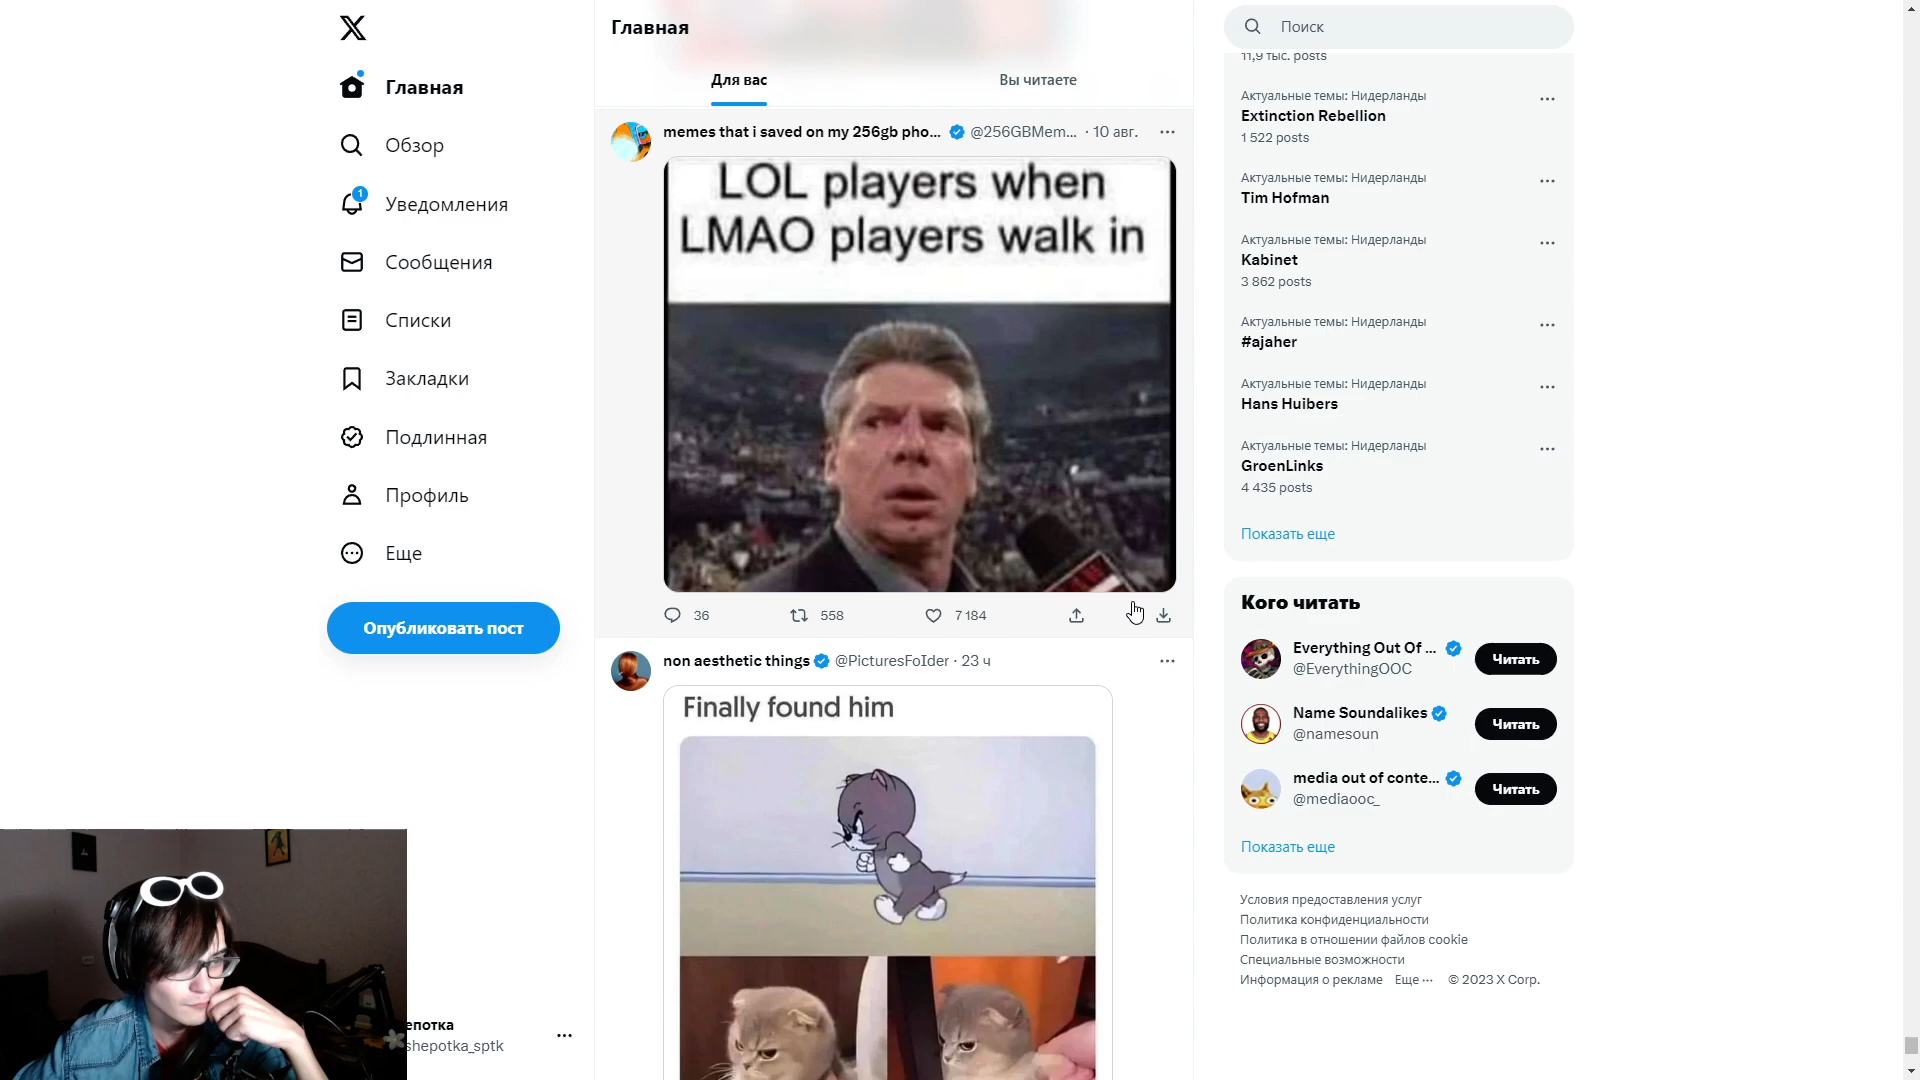 Главная
Обзор
1
Уведомления
Сообщения
Списки
Закладки
Подлинная
Профиль
Еще
Опубликовать пост
епотка
shepotka_sptk
Главная
Для вас
Вы читаете
memes that i saved on my 256gb pho... @256GBMem... · 10 авг.
LOL players when
LMAO players walk in
36
558
7 184
non aesthetic things @PicturesFoIder · 23 ч
Finally found him
Поиск
11,9 тыс. posts
Актуальные темы: Нидерланды
Extinction Rebellion
1 522 posts
Актуальные темы: Нидерланды
Tim Hofman
Актуальные темы: Нидерланды
Kabinet
3 862 posts
Актуальные темы: Нидерланды
#ajaher
Актуальные темы: Нидерланды
Hans Huibers
Актуальные темы: Нидерланды
GroenLinks
4 435 posts
Показать еще
Кого читать
Everything Out Of ...
@EverythingOOC
Читать
Name Soundalikes
@namesoun
Читать
media out of conte...
@mediaooc_
Читать
Показать еще
Условия предоставления услуг
Политика конфиденциальности
Политика в отношении файлов cookie
Специальные возможности
Информация о рекламе Еще ··· © 2023 X Corp.